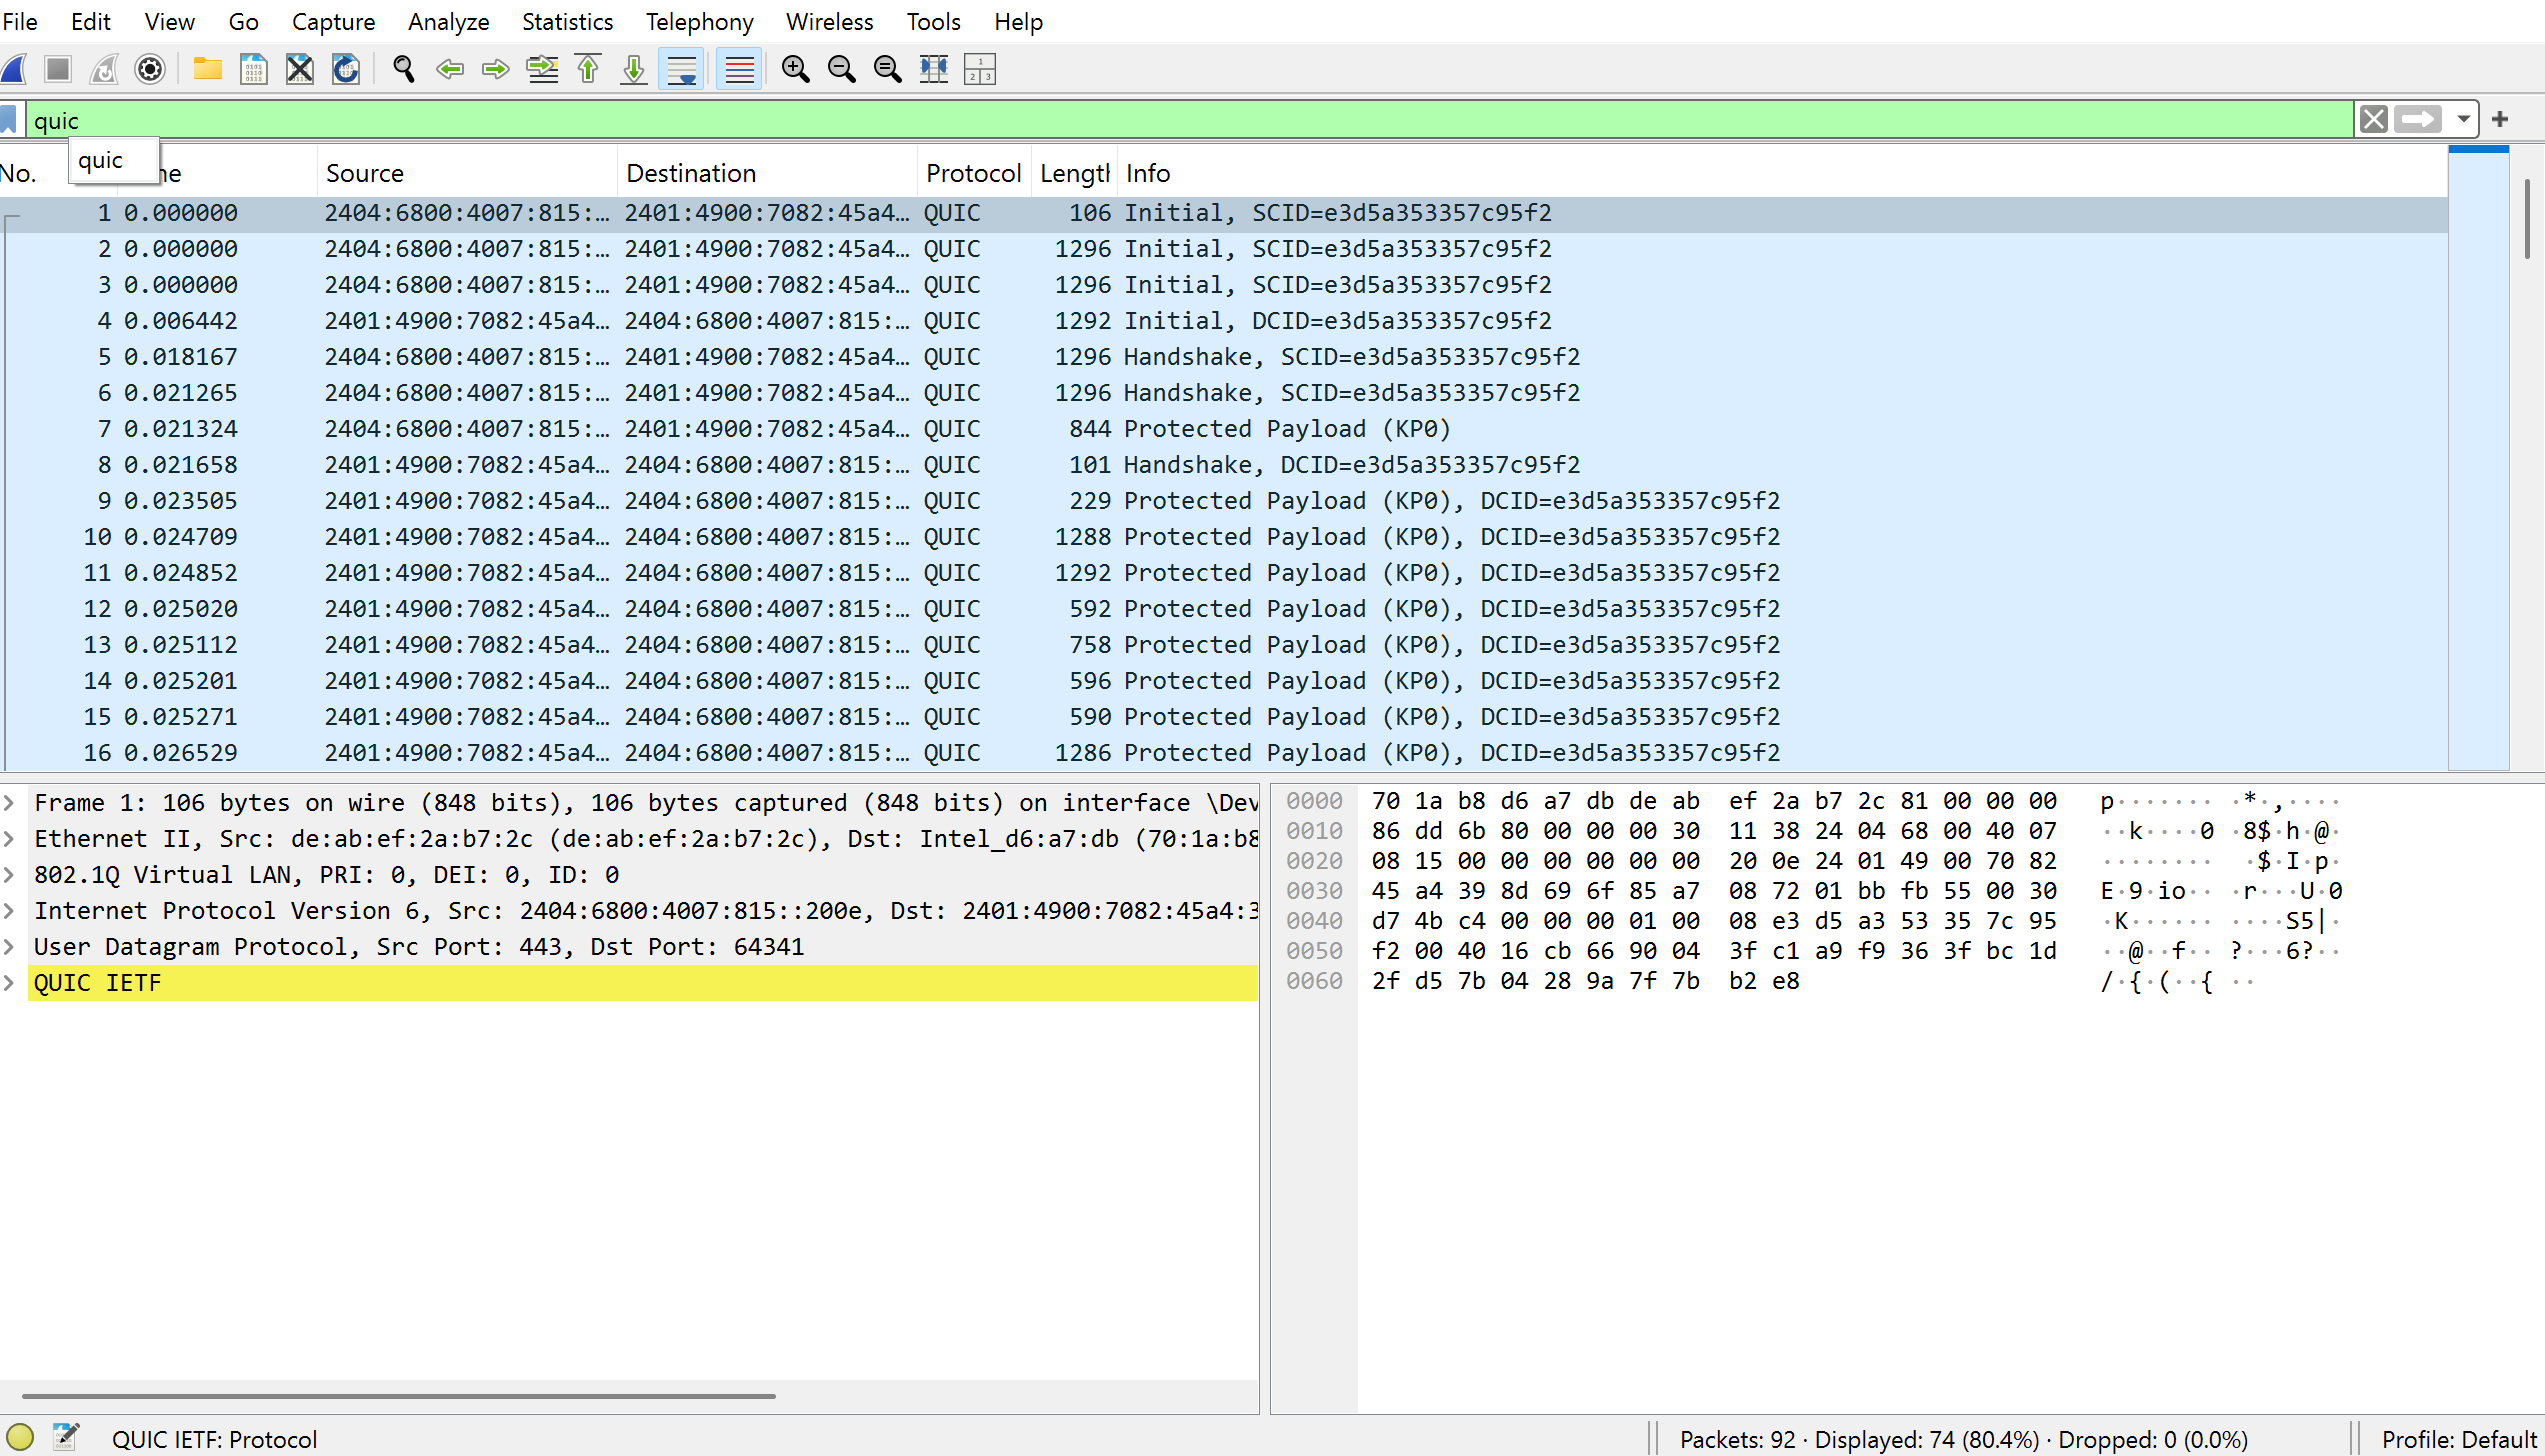 File Edit View Go Capture Analyze Statistics Telephony Wireless Tools Help
quic
quic
No. ne Source Destination Protocol Length Info
1 0.000000 2404:6800:4007:815:… 2401:4900:7082:45a4… QUIC 106 Initial, SCID=e3d5a353357c95f2
2 0.000000 2404:6800:4007:815:… 2401:4900:7082:45a4… QUIC 1296 Initial, SCID=e3d5a353357c95f2
3 0.000000 2404:6800:4007:815:… 2401:4900:7082:45a4… QUIC 1296 Initial, SCID=e3d5a353357c95f2
4 0.006442 2401:4900:7082:45a4… 2404:6800:4007:815:… QUIC 1292 Initial, DCID=e3d5a353357c95f2
5 0.018167 2404:6800:4007:815:… 2401:4900:7082:45a4… QUIC 1296 Handshake, SCID=e3d5a353357c95f2
6 0.021265 2404:6800:4007:815:… 2401:4900:7082:45a4… QUIC 1296 Handshake, SCID=e3d5a353357c95f2
7 0.021324 2404:6800:4007:815:… 2401:4900:7082:45a4… QUIC 844 Protected Payload (KP0)
8 0.021658 2401:4900:7082:45a4… 2404:6800:4007:815:… QUIC 101 Handshake, DCID=e3d5a353357c95f2
9 0.023505 2401:4900:7082:45a4… 2404:6800:4007:815:… QUIC 229 Protected Payload (KP0), DCID=e3d5a353357c95f2
10 0.024709 2401:4900:7082:45a4… 2404:6800:4007:815:… QUIC 1288 Protected Payload (KP0), DCID=e3d5a353357c95f2
11 0.024852 2401:4900:7082:45a4… 2404:6800:4007:815:… QUIC 1292 Protected Payload (KP0), DCID=e3d5a353357c95f2
12 0.025020 2401:4900:7082:45a4… 2404:6800:4007:815:… QUIC 592 Protected Payload (KP0), DCID=e3d5a353357c95f2
13 0.025112 2401:4900:7082:45a4… 2404:6800:4007:815:… QUIC 758 Protected Payload (KP0), DCID=e3d5a353357c95f2
14 0.025201 2401:4900:7082:45a4… 2404:6800:4007:815:… QUIC 596 Protected Payload (KP0), DCID=e3d5a353357c95f2
15 0.025271 2401:4900:7082:45a4… 2404:6800:4007:815:… QUIC 590 Protected Payload (KP0), DCID=e3d5a353357c95f2
16 0.026529 2401:4900:7082:45a4… 2404:6800:4007:815:… QUIC 1286 Protected Payload (KP0), DCID=e3d5a353357c95f2
Frame 1: 106 bytes on wire (848 bits), 106 bytes captured (848 bits) on interface \Dev
Ethernet II, Src: de:ab:ef:2a:b7:2c (de:ab:ef:2a:b7:2c), Dst: Intel_d6:a7:db (70:1a:b8
802.1Q Virtual LAN, PRI: 0, DEI: 0, ID: 0
Internet Protocol Version 6, Src: 2404:6800:4007:815::200e, Dst: 2401:4900:7082:45a4:3
User Datagram Protocol, Src Port: 443, Dst Port: 64341
QUIC IETF
0000 70 1a b8 d6 a7 db de ab ef 2a b7 2c 81 00 00 00 p······· ·*·,····
0010 86 dd 6b 80 00 00 00 30 11 38 24 04 68 00 40 07 ··k····0 ·8$·h·@·
0020 08 15 00 00 00 00 00 00 20 0e 24 01 49 00 70 82 ········ ·$·I·p·
0030 45 a4 39 8d 69 6f 85 a7 08 72 01 bb fb 55 00 30 E·9·io·· ·r···U·0
0040 d7 4b c4 00 00 00 01 00 08 e3 d5 a3 53 35 7c 95 ·K······ ····S5|·
0050 f2 00 40 16 cb 66 90 04 3f c1 a9 f9 36 3f bc 1d ··@··f·· ?···6?··
0060 2f d5 7b 04 28 9a 7f 7b b2 e8 /·{·(··{ ··
QUIC IETF: Protocol
Packets: 92 · Displayed: 74 (80.4%) · Dropped: 0 (0.0%)
Profile: Default